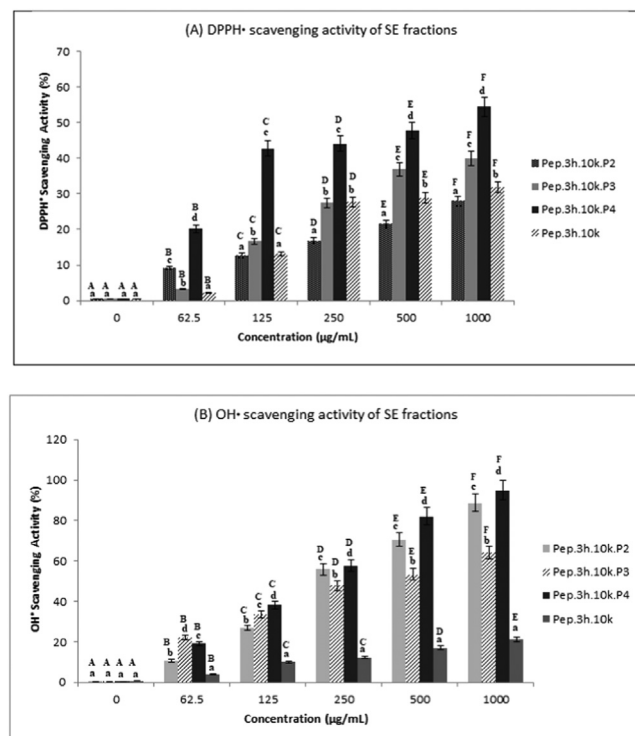 (A) DPPH• scavenging activity of SE fractions
DPPH• Scavenging Activity (%)
70
60
50
40
30
20
10
0
A A A A
a a a a
B B B B
c b d a
C C C C
a b c a
D D D D
a b c b
E E E E
a c d b
F F F F
a c d b
0 62.5 125 250 500 1000
Concentration (µg/mL)
Pep.3h.10k.P2
Pep.3h.10k.P3
Pep.3h.10k.P4
Pep.3h.10k
(B) OH• scavenging activity of SE fractions
OH• Scavenging Activity (%)
120
100
80
60
40
20
0
A A A A
a a a a
B B B B
b d c a
C C C C
b c d a
D D D C
c b d a
E E E D
c b d a
F F F E
c b d a
0 62.5 125 250 500 1000
Concentration (µg/mL)
Pep.3h.10k.P2
Pep.3h.10k.P3
Pep.3h.10k.P4
Pep.3h.10k